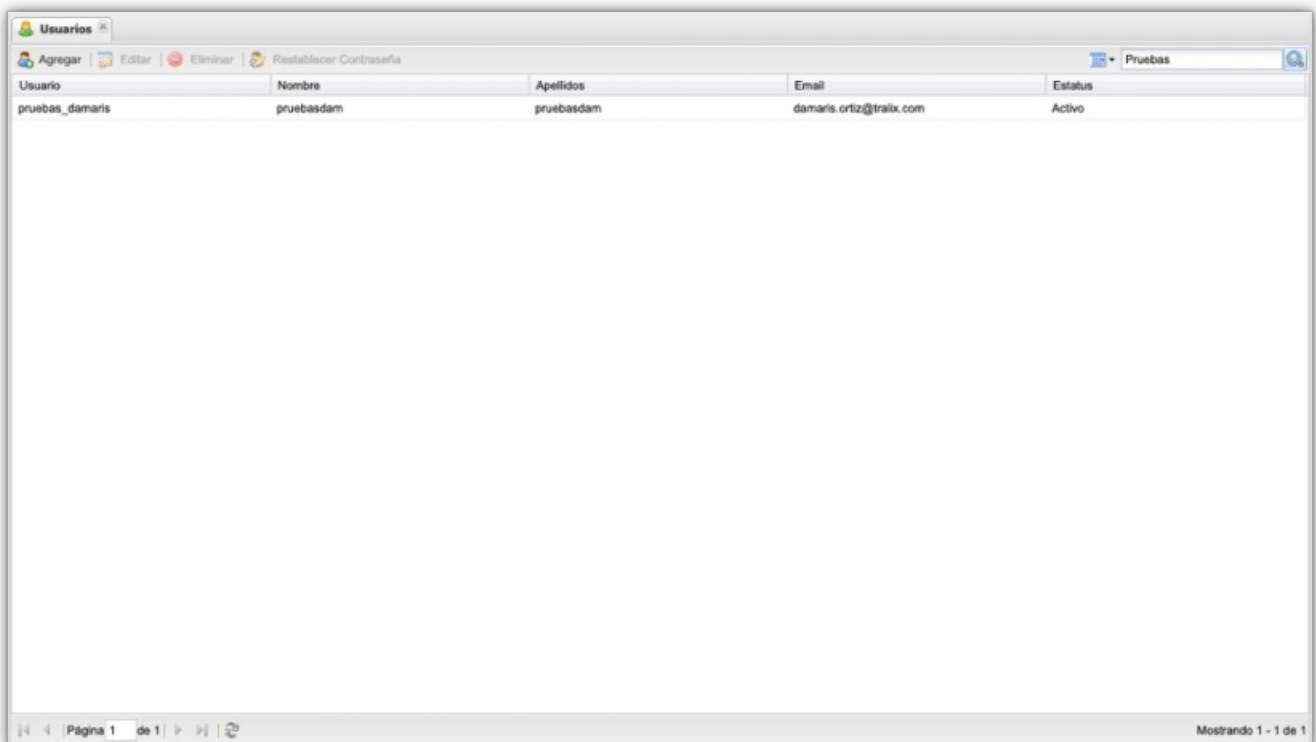 Usuarios
Agregar Editar Eliminar Restablecer Contraseña Pruebas
Usuario Nombre Apellidos Email Estatus
pruebas_damaris pruebasdam pruebasdam damaris.ortiz@tralix.com Activo
Página 1 de 1 Mostrando 1 - 1 de 1